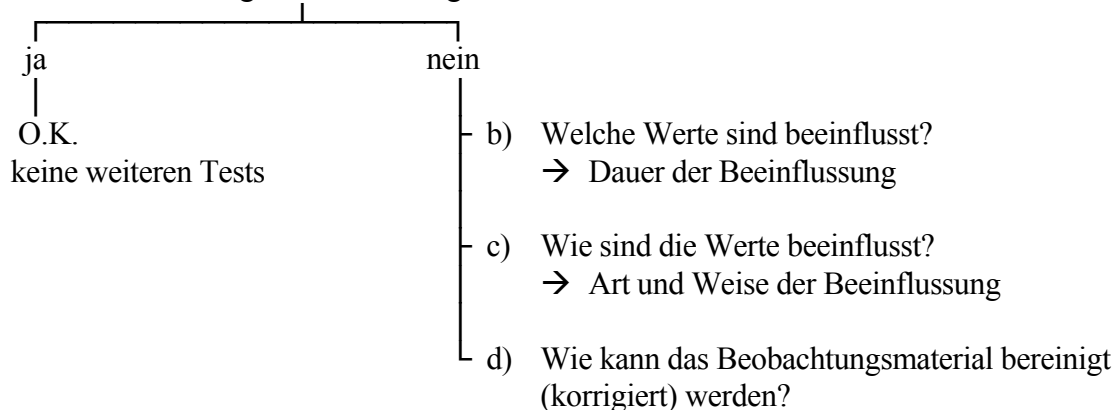 ja nein
O.K.
keine weiteren Tests
b) Welche Werte sind beeinflusst?
→ Dauer der Beeinflussung
c) Wie sind die Werte beeinflusst?
→ Art und Weise der Beeinflussung
d) Wie kann das Beobachtungsmaterial bereinigt
(korrigiert) werden?